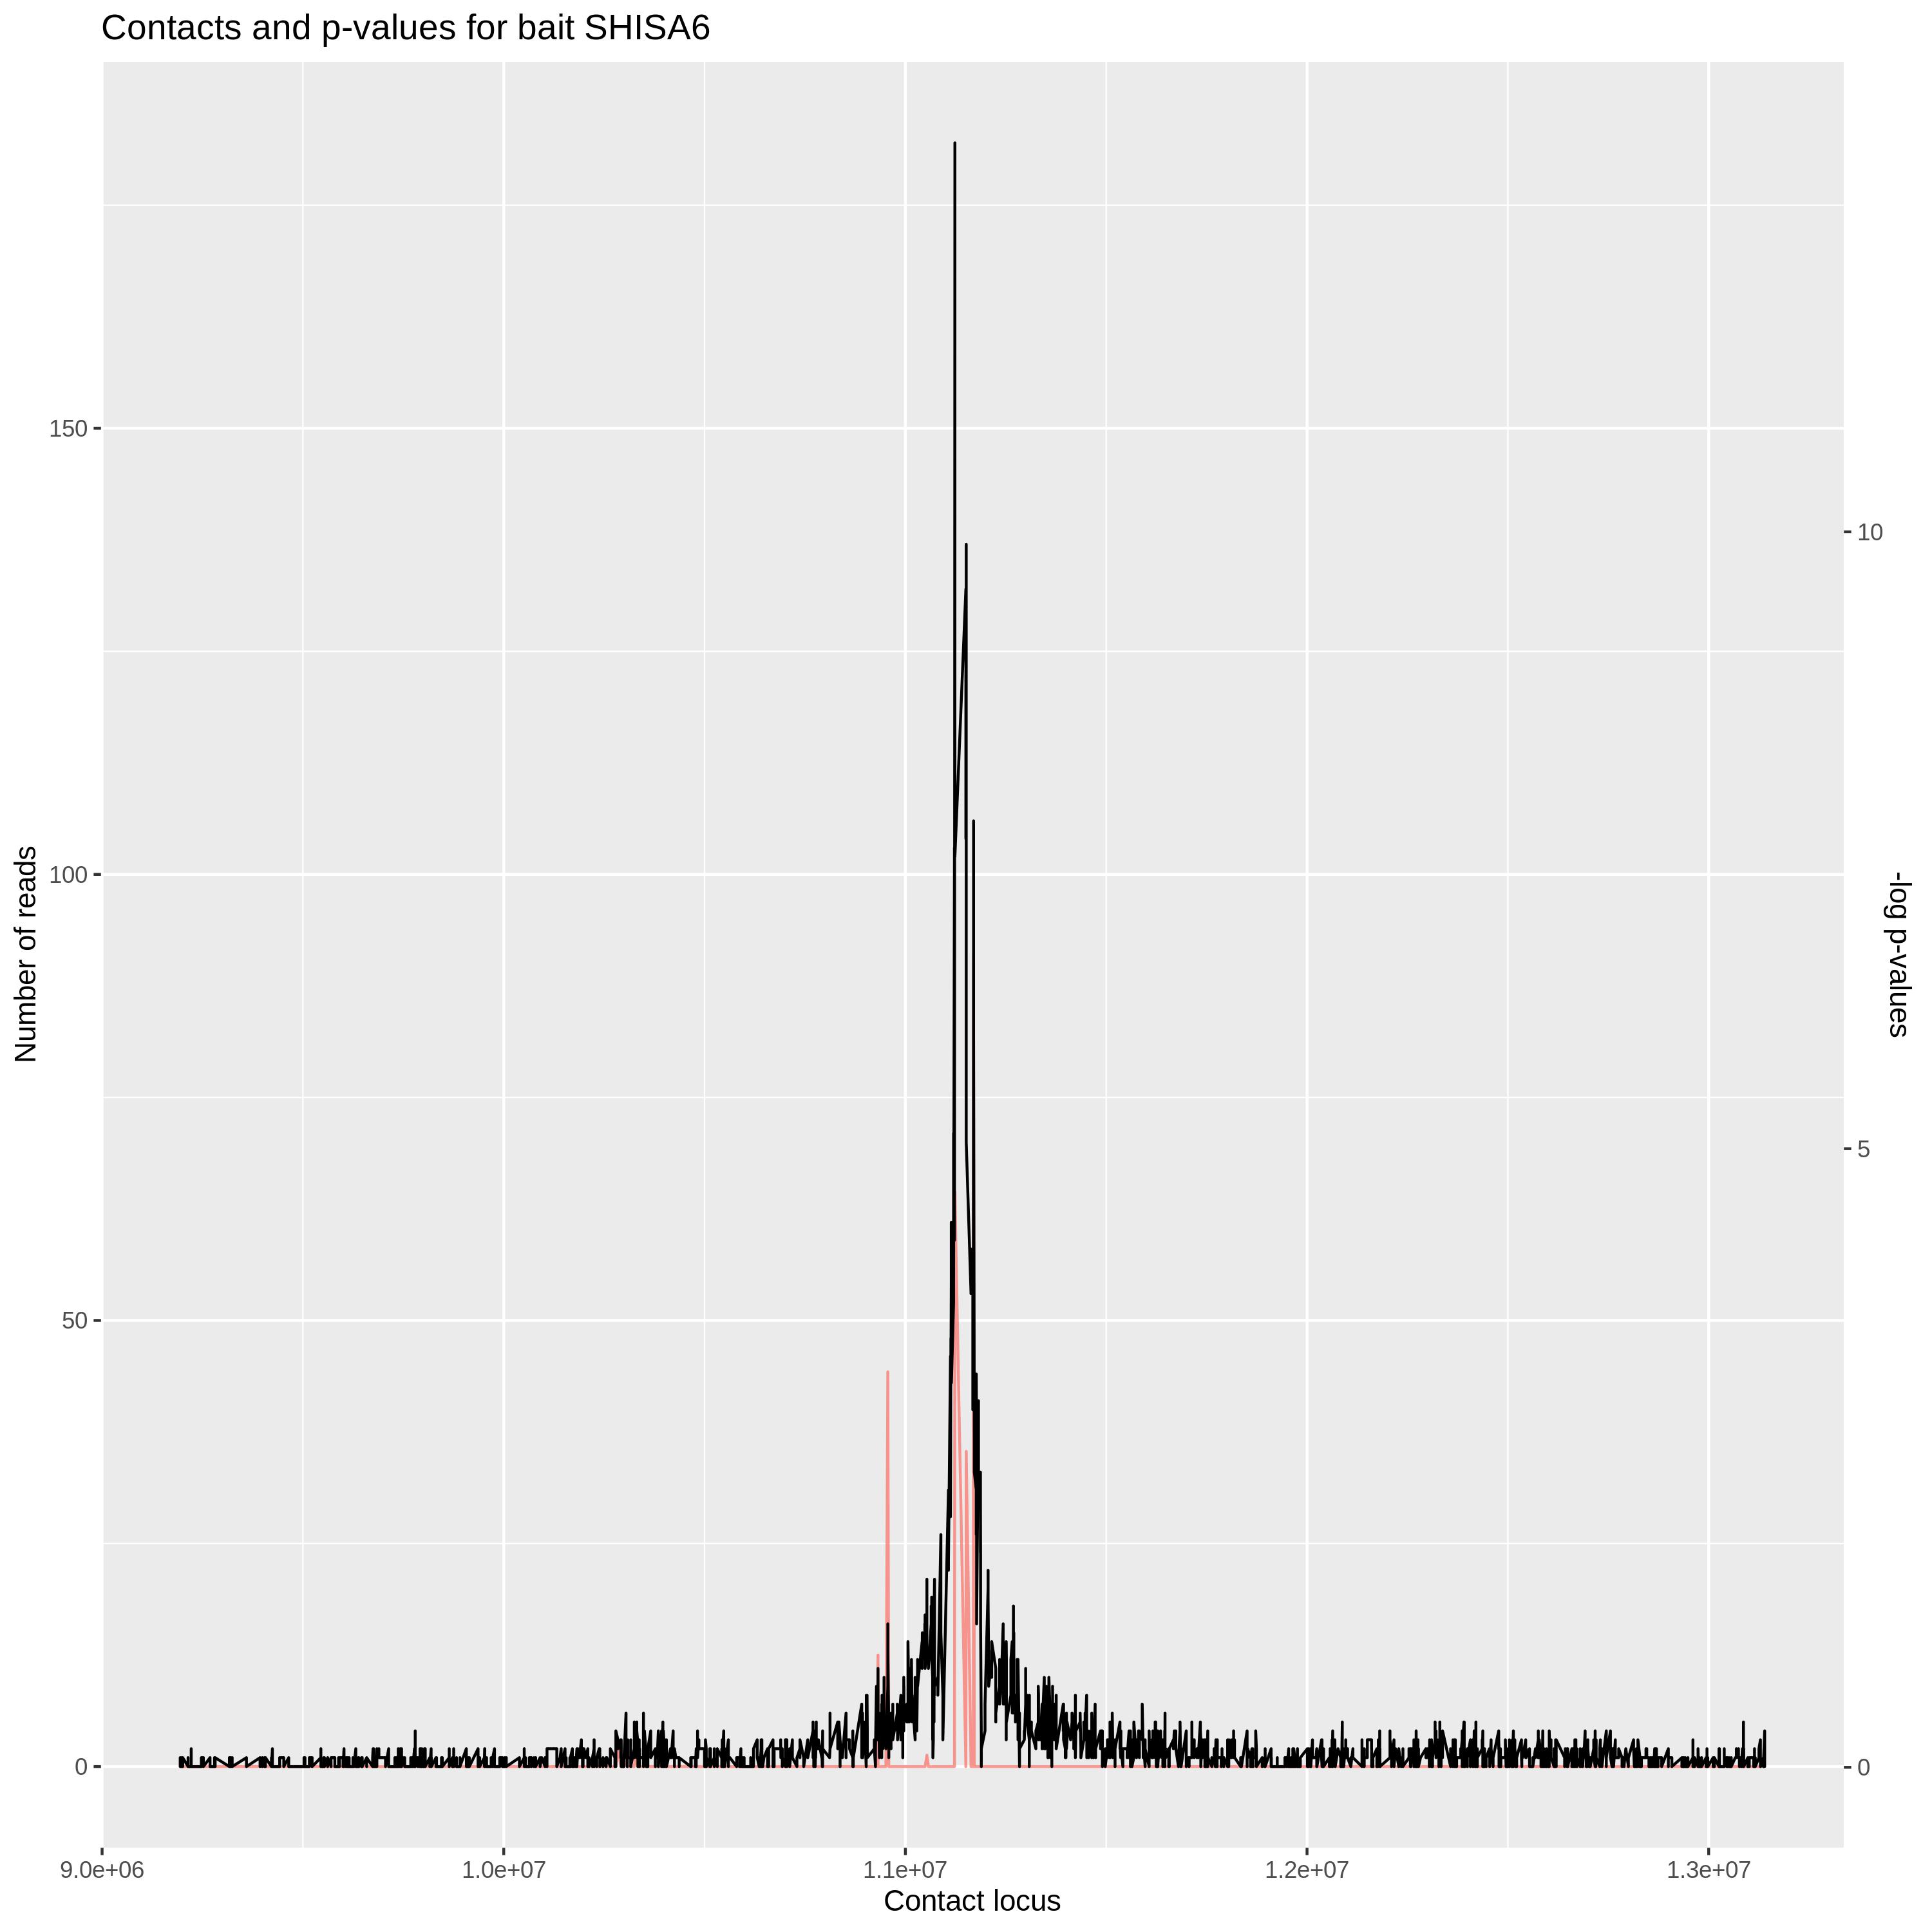 Contacts and p-values for bait SHISA6
150
100
50
0
Number of reads
10
5
0
-log p-values
9.0e+06
1.0e+07
1.1e+07
1.2e+07
1.3e+07
Contact locus